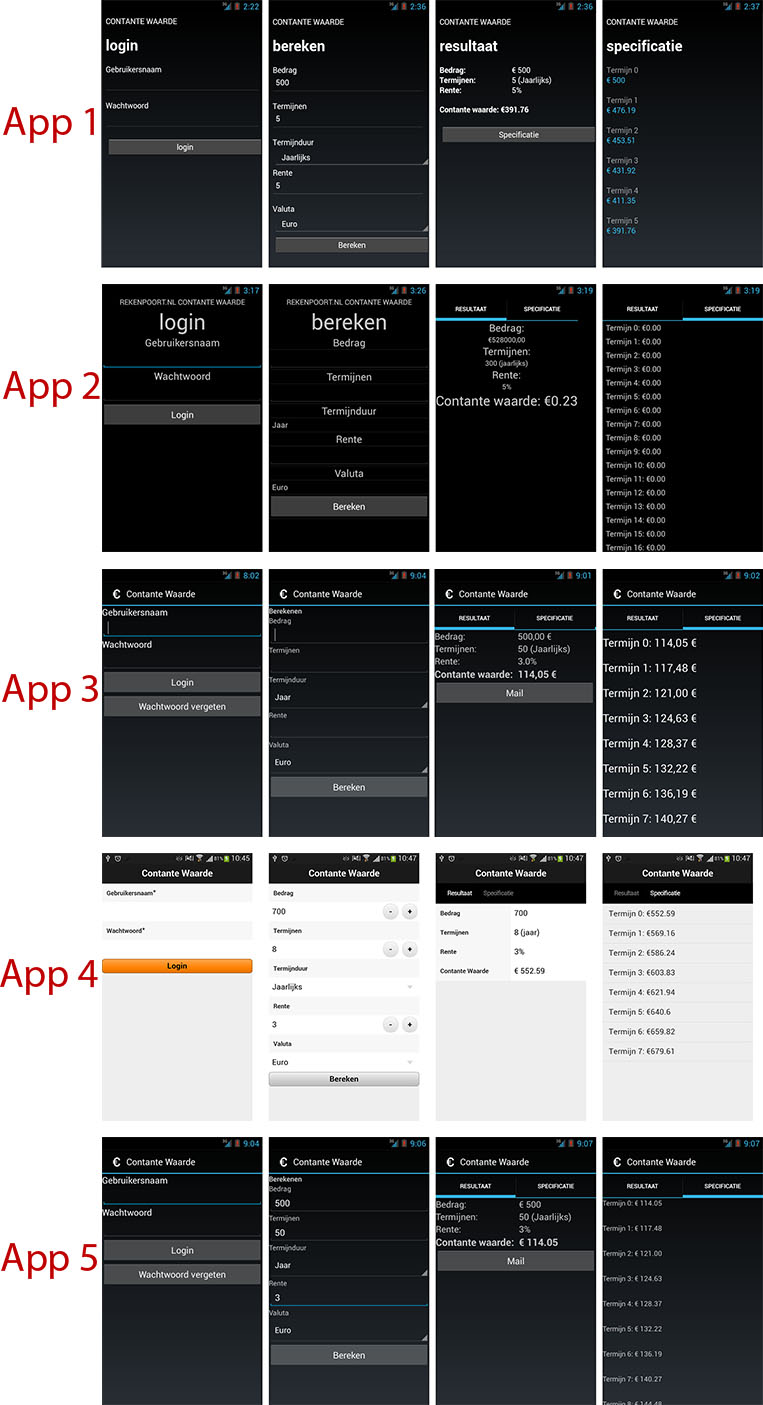 App 1
2:22
CONTANTE WAARDE
login
Gebruikersnaam
Wachtwoord
login
2:36
CONTANTE WAARDE
bereken
Bedrag
500
Termijnen
5
Termijnduur
Jaarlijks
Rente
5
Valuta
Euro
Bereken
2:36
CONTANTE WAARDE
resultaat
Bedrag: € 500
Termijnen: 5 (Jaarlijks)
Rente: 5%
Contante waarde: €391.76
Specificatie
2:37
CONTANTE WAARDE
specificatie
Termijn 0
€ 500
Termijn 1
€ 476.19
Termijn 2
€ 453.51
Termijn 3
€ 431.92
Termijn 4
€ 411.35
Termijn 5
€ 391.76
App 2
3:17
REKENPOORT.NL CONTANTE WAARDE
login
Gebruikersnaam
Wachtwoord
Login
3:26
REKENPOORT.NL CONTANTE WAARDE
bereken
Bedrag
Termijnen
Termijnduur
Jaar
Rente
Valuta
Euro
Bereken
3:19
RESULTAAT SPECIFICATIE
Bedrag:
€528000,00
Termijnen:
300 (jaarlijks)
Rente:
5%
Contante waarde: €0.23
3:19
RESULTAAT SPECIFICATIE
Termijn 0: €0.00
Termijn 1: €0.00
Termijn 2: €0.00
Termijn 3: €0.00
Termijn 4: €0.00
Termijn 5: €0.00
Termijn 6: €0.00
Termijn 7: €0.00
Termijn 8: €0.00
Termijn 9: €0.00
Termijn 10: €0.00
Termijn 11: €0.00
Termijn 12: €0.00
Termijn 13: €0.00
Termijn 14: €0.00
Termijn 15: €0.00
Termijn 16: €0.00
App 3
8:02
€ Contante Waarde
Gebruikersnaam
Wachtwoord
Login
Wachtwoord vergeten
9:04
€ Contante Waarde
Berekenen
Bedrag
Termijnen
Termijnduur
Jaar
Rente
Valuta
Euro
Bereken
9:01
€ Contante Waarde
RESULTAAT SPECIFICATIE
Bedrag: 500,00 €
Termijnen: 50 (Jaarlijks)
Rente: 3.0%
Contante waarde: 114,05 €
Mail
9:02
€ Contante Waarde
RESULTAAT SPECIFICATIE
Termijn 0: 114,05 €
Termijn 1: 117,48 €
Termijn 2: 121,00 €
Termijn 3: 124,63 €
Termijn 4: 128,37 €
Termijn 5: 132,22 €
Termijn 6: 136,19 €
Termijn 7: 140,27 €
App 4
81% 10:45
Contante Waarde
Gebruikersnaam*
Wachtwoord*
Login
81% 10:47
Contante Waarde
Bedrag
700 - +
Termijnen
8 - +
Termijnduur
Jaarlijks
Rente
3 - +
Valuta
Euro
Bereken
81% 10:47
Contante Waarde
Resultaat Specificatie
Bedrag 700
Termijnen 8 (jaar)
Rente 3%
Contante Waarde € 552.59
81% 10:47
Contante Waarde
Resultaat Specificatie
Termijn 0: €552.59
Termijn 1: €569.16
Termijn 2: €586.24
Termijn 3: €603.83
Termijn 4: €621.94
Termijn 5: €640.6
Termijn 6: €659.82
Termijn 7: €679.61
App 5
9:04
€ Contante Waarde
Gebruikersnaam
Wachtwoord
Login
Wachtwoord vergeten
9:06
€ Contante Waarde
Berekenen
Bedrag
500
Termijnen
50
Termijnduur
Jaar
Rente
3
Valuta
Euro
Bereken
9:07
€ Contante Waarde
RESULTAAT SPECIFICATIE
Bedrag: € 500
Termijnen: 50 (Jaarlijks)
Rente: 3%
Contante waarde: € 114.05
Mail
9:07
€ Contante Waarde
RESULTAAT SPECIFICATIE
Termijn 0: € 114.05
Termijn 1: € 117.48
Termijn 2: € 121.00
Termijn 3: € 124.63
Termijn 4: € 128.37
Termijn 5: € 132.22
Termijn 6: € 136.19
Termijn 7: € 140.27
Termijn 8: € 144.48